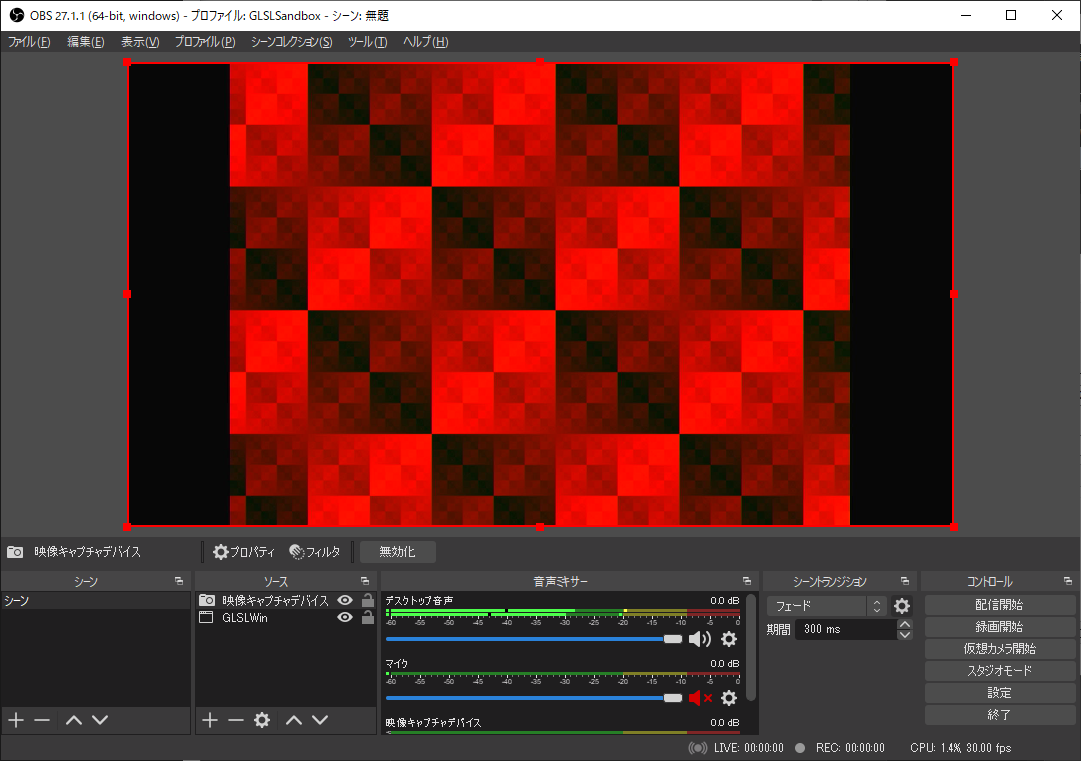 OBS 27.1.1 (64-bit, windows) - プロファイル: GLSLSandbox - シーン: 無題
ファイル(F) 編集(E) 表示(V) プロファイル(P) シーンコレクション(S) ツール(T) ヘルプ(H)
映像キャプチャデバイス プロパティ フィルタ 無効化
シーン ソース 音声ミキサー シーントランジション コントロール
シーン
映像キャプチャデバイス
GLSLWin
デスクトップ音声 0.0 dB
-60 -55 -50 -45 -40 -35 -30 -25 -20 -15 -10 -5 0
マイク 0.0 dB
-60 -55 -50 -45 -40 -35 -30 -25 -20 -15 -10 -5 0
映像キャプチャデバイス 0.0 dB
フェード
期間 300 ms
配信開始
録画開始
仮想カメラ開始
スタジオモード
設定
終了
LIVE: 00:00:00 REC: 00:00:00 CPU: 1.4%, 30.00 fps